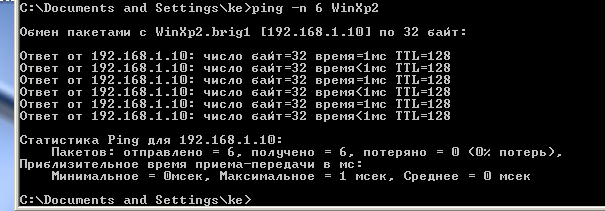 C:\Documents and Settings\ke>ping -n 6 WinXp2
Обмен пакетами с WinXp2.brig1 [192.168.1.10] по 32 байт:
Ответ от 192.168.1.10: число байт=32 время=1мс TTL=128
Ответ от 192.168.1.10: число байт=32 время<1мс TTL=128
Ответ от 192.168.1.10: число байт=32 время=1мс TTL=128
Ответ от 192.168.1.10: число байт=32 время<1мс TTL=128
Ответ от 192.168.1.10: число байт=32 время<1мс TTL=128
Ответ от 192.168.1.10: число байт=32 время<1мс TTL=128
Статистика Ping для 192.168.1.10:
Пакетов: отправлено = 6, получено = 6, потеряно = 0 (0% потерь),
Приблизительное время приема-передачи в мс:
Минимальное = 0мсек, Максимальное = 1 мсек, Среднее = 0 мсек
C:\Documents and Settings\ke>